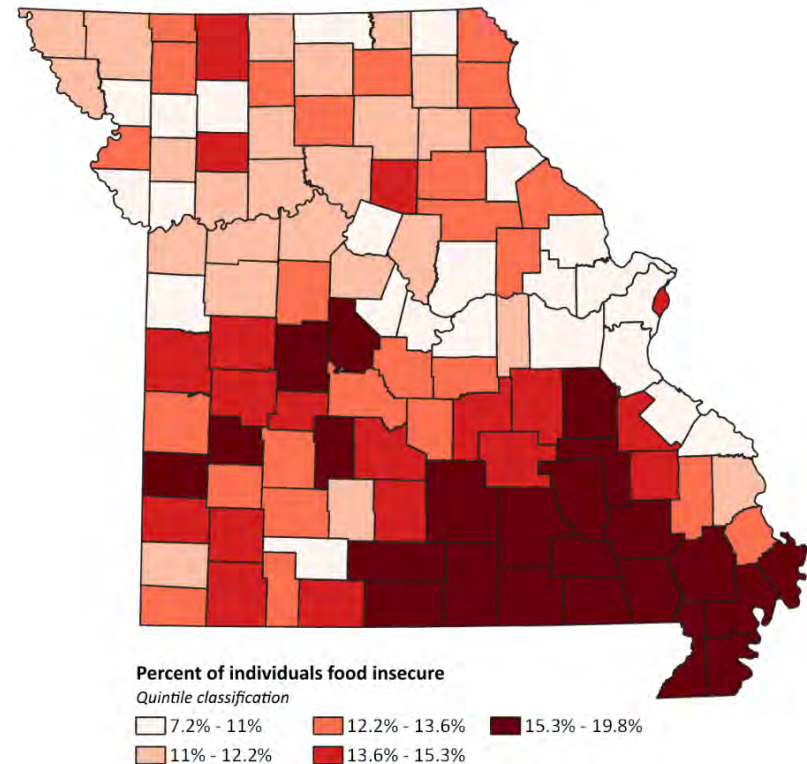 Percent of individuals food insecure
Quintile classification
7.2% - 11% 12.2% - 13.6% 15.3% - 19.8%
11% - 12.2% 13.6% - 15.3%